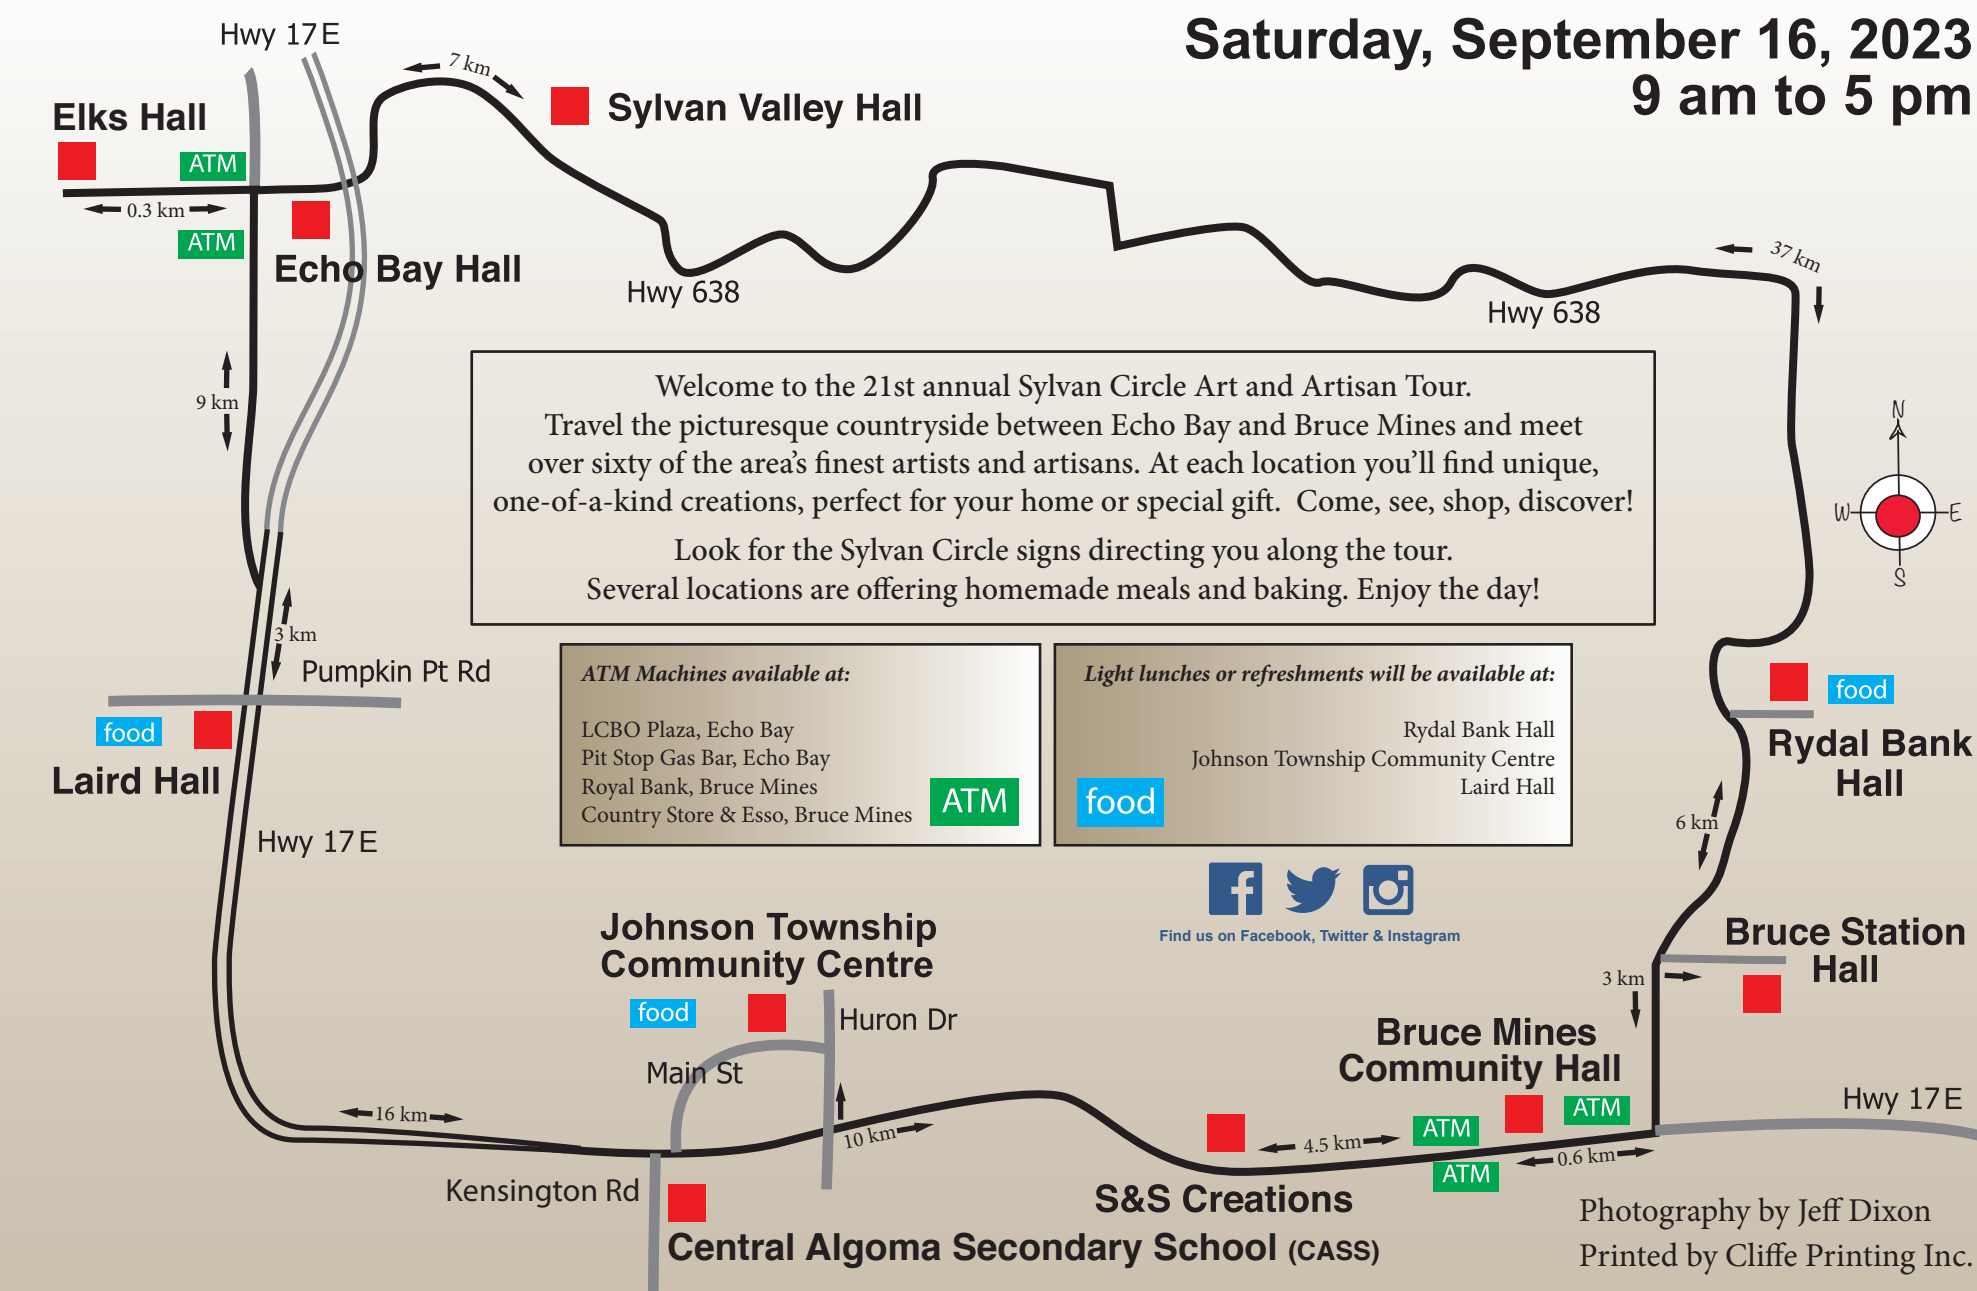 Hwy 17 E
Saturday, September 16, 2023
9 am to 5 pm
7 km
Elks Hall
Sylvan Valley Hall
ATM
0.3 km
ATM
Echo Bay Hall
Hwy 638
37 km
Hwy 638
9 km
Welcome to the 21st annual Sylvan Circle Art and Artisan Tour.
Travel the picturesque countryside between Echo Bay and Bruce Mines and meet
over sixty of the area's finest artists and artisans. At each location you'll find unique,
one-of-a-kind creations, perfect for your home or special gift. Come, see, shop, discover!
Look for the Sylvan Circle signs directing you along the tour.
Several locations are offering homemade meals and baking. Enjoy the day!
N
W
E
S
3 km
Pumpkin Pt Rd
food
Laird Hall
Hwy 17 E
ATM Machines available at:
LCBO Plaza, Echo Bay
Pit Stop Gas Bar, Echo Bay
Royal Bank, Bruce Mines
Country Store & Esso, Bruce Mines
ATM
Light lunches or refreshments will be available at:
Rydal Bank Hall
Johnson Township Community Centre
Laird Hall
food
food
Rydal Bank
Hall
6 km
Find us on Facebook, Twitter & Instagram
Johnson Township
Community Centre
food
Huron Dr
Main St
Bruce Station
Hall
3 km
Bruce Mines
Community Hall
ATM
ATM
ATM
Hwy 17 E
16 km
10 km
4.5 km
0.6 km
Kensington Rd
S&S Creations
Central Algoma Secondary School (CASS)
Photography by Jeff Dixon
Printed by Cliffe Printing Inc.